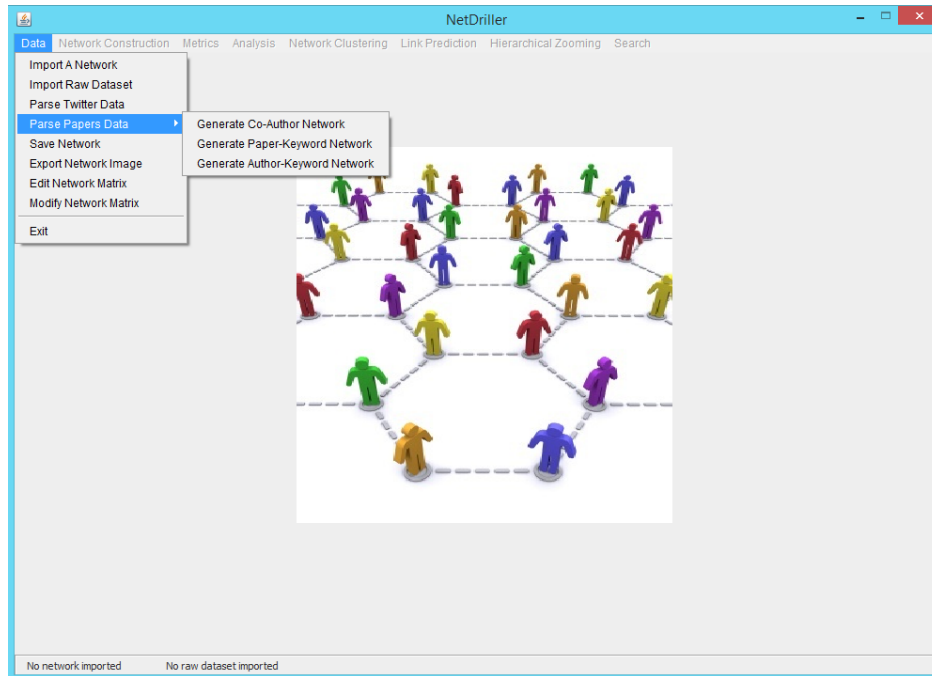 NetDriller
Data Network Construction Metrics Analysis Network Clustering Link Prediction Hierarchical Zooming Search
Import A Network
Import Raw Dataset
Parse Twitter Data
Parse Papers Data
Generate Co-Author Network
Generate Paper-Keyword Network
Generate Author-Keyword Network
Save Network
Export Network Image
Edit Network Matrix
Modify Network Matrix
Exit
No network imported No raw dataset imported